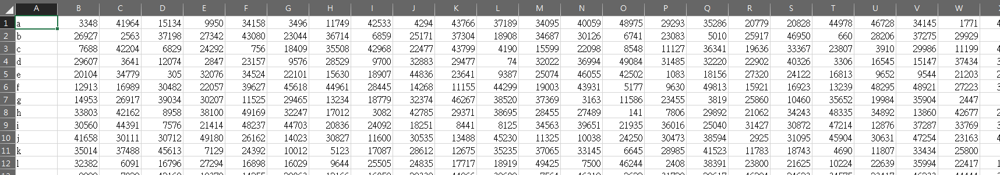 A B C D E F G H I J K L M N O P Q R S T U V W
1 a 3348 41964 15134 9950 34158 3496 11749 42533 4294 43766 37189 34095 40059 48975 29293 35286 20779 20828 44978 46728 34145 1771
2 b 26927 2563 37198 27342 43080 23044 36714 6859 25171 37304 18908 34687 30126 6741 23083 5010 25917 46950 660 28206 37275 29929
3 c 7688 42204 6829 24292 756 18409 35508 42968 22477 43799 4190 15599 22098 8548 11127 36341 19636 33367 23807 3910 29986 11199
4 d 29607 3641 12074 2847 23157 9576 28529 9700 32883 29477 74 32022 36994 49084 31485 32220 22902 40326 3306 16545 15147 37434
5 e 20104 34779 305 32076 34524 22101 15630 18907 44836 23641 9387 25074 46055 42502 1083 18156 27320 24122 16813 9652 9544 21203
6 f 12913 16989 30482 22057 39627 45618 44961 28445 14268 11155 44299 19003 43931 5177 9630 49813 15921 16923 13239 48295 48921 27223
7 g 14953 26917 39034 30207 11525 29465 13234 18779 32374 46267 38520 37369 3163 11586 23455 3819 25860 10460 35652 19984 35904 2447
8 h 33803 42162 8958 38100 49169 32247 17012 3082 42785 29371 38695 28455 27489 141 7806 29892 21062 34243 48335 34892 13860 42677
9 i 30560 44391 7576 21414 48237 44703 20836 24092 18251 8441 8125 34563 39651 21935 36016 25040 31427 30872 47214 12876 37287 33769
10 j 41658 30111 30712 49180 26162 14023 30827 11600 30535 13488 45230 11325 10038 24250 30473 38594 2925 31095 45904 30631 47254 23163
11 k 35014 37488 45613 7129 24392 10012 5123 17087 28612 12675 35235 37065 33145 6645 28985 41523 11783 18743 4690 11807 33434 25800
12 l 32382 6091 16796 27294 16898 16029 9644 25505 24835 17717 18919 49425 7500 46244 2408 38391 23800 21625 10224 22639 35994 22417